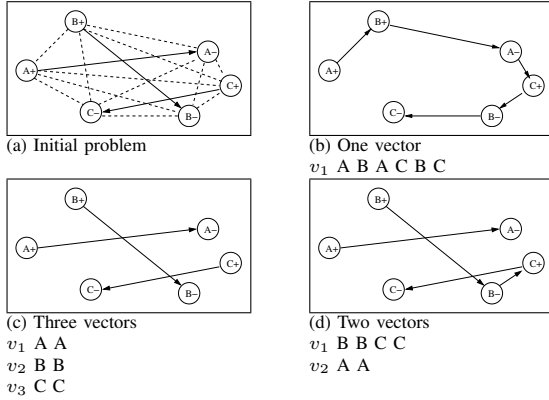 B+
A−
A+
C+
C−
B−
(a) Initial problem
B+
A−
A+
C+
C−
B−
(b) One vector
v1 A B A C B C
B+
A−
A+
C+
C−
B−
(c) Three vectors
v1 A A
v2 B B
v3 C C
B+
A−
A+
C+
C−
B−
(d) Two vectors
v1 B B C C
v2 A A